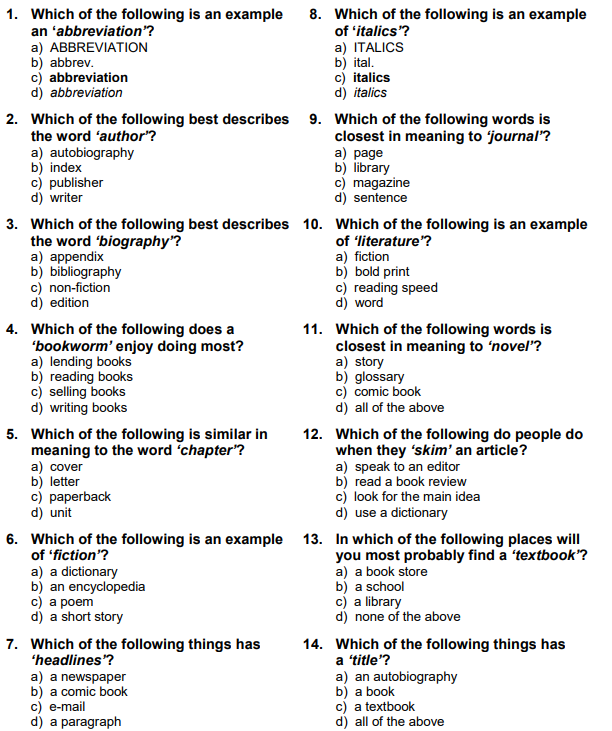 1. Which of the following is an example
an ‘abbreviation’?
a) ABBREVIATION
b) abbrev.
c) abbreviation
d) abbreviation
2. Which of the following best describes
the word ‘author’?
a) autobiography
b) index
c) publisher
d) writer
3. Which of the following best describes
the word ‘biography’?
a) appendix
b) bibliography
c) non-fiction
d) edition
4. Which of the following does a
‘bookworm’ enjoy doing most?
a) lending books
b) reading books
c) selling books
d) writing books
5. Which of the following is similar in
meaning to the word ‘chapter’?
a) cover
b) letter
c) paperback
d) unit
6. Which of the following is an example
of ‘fiction’?
a) a dictionary
b) an encyclopedia
c) a poem
d) a short story
7. Which of the following things has
‘headlines’?
a) a newspaper
b) a comic book
c) e-mail
d) a paragraph
8. Which of the following is an example
of ‘italics’?
a) ITALICS
b) ital.
c) italics
d) italics
9. Which of the following words is
closest in meaning to ‘journal’?
a) page
b) library
c) magazine
d) sentence
10. Which of the following is an example
of ‘literature’?
a) fiction
b) bold print
c) reading speed
d) word
11. Which of the following words is
closest in meaning to ‘novel’?
a) story
b) glossary
c) comic book
d) all of the above
12. Which of the following do people do
when they ‘skim’ an article?
a) speak to an editor
b) read a book review
c) look for the main idea
d) use a dictionary
13. In which of the following places will
you most probably find a ‘textbook’?
a) a book store
b) a school
c) a library
d) none of the above
14. Which of the following things has
a ‘title’?
a) an autobiography
b) a book
c) a textbook
d) all of the above